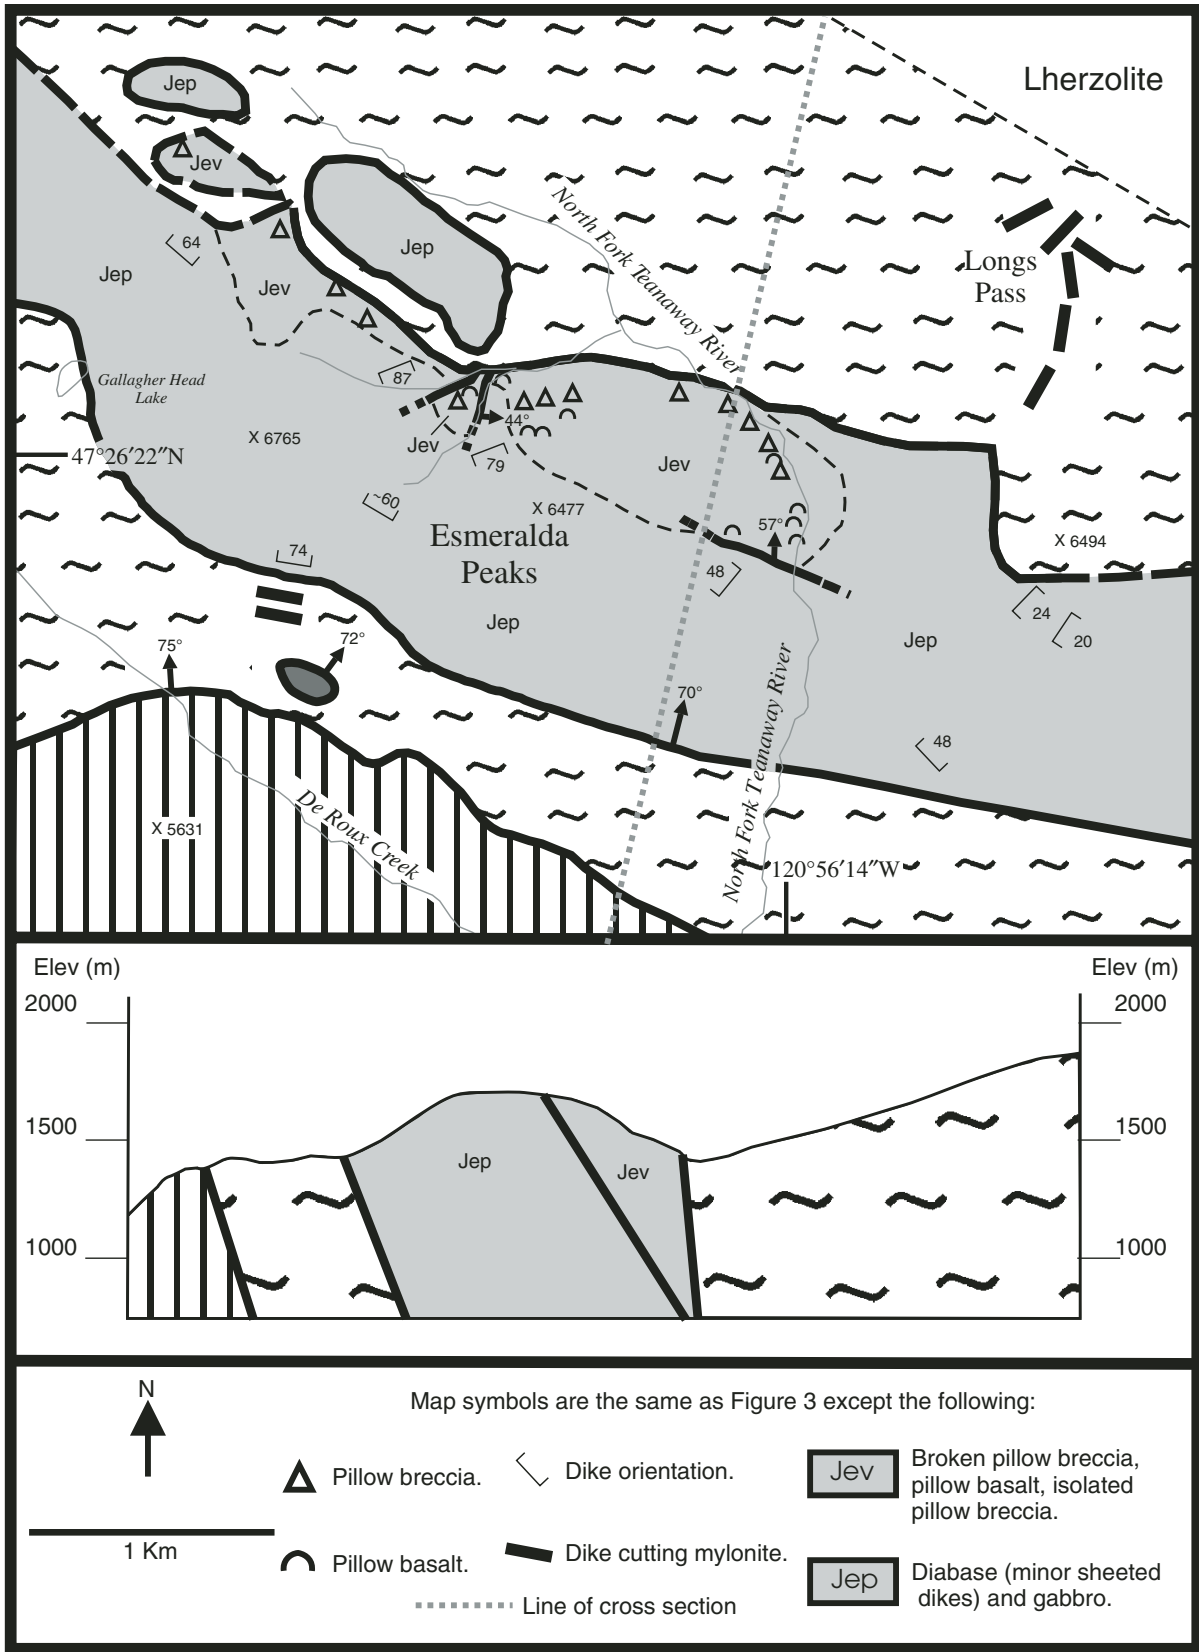 Lherzolite
Jep
Jev
64
Jep
Jep
Jev
North Fork Teanaway River
Longs
Pass
Gallagher Head
Lake
87
44°
X 6765
Jev
79
47°26′22″N
Jev
~60
X 6477
57°
X 6494
Esmeralda
Peaks
74
48
24
20
Jep
Jep
75°
72°
70°
North Fork Teanaway River
48
X 5631
De Roux Creek
120°56′14″W
Elev (m)
Elev (m)
2000
2000
1500
1500
Jep
Jev
1000
1000
N
1 Km
Map symbols are the same as Figure 3 except the following:
Pillow breccia.
Dike orientation.
Jev
Broken pillow breccia,
pillow basalt, isolated
pillow breccia.
Pillow basalt.
Dike cutting mylonite.
Jep
Diabase (minor sheeted
dikes) and gabbro.
Line of cross section